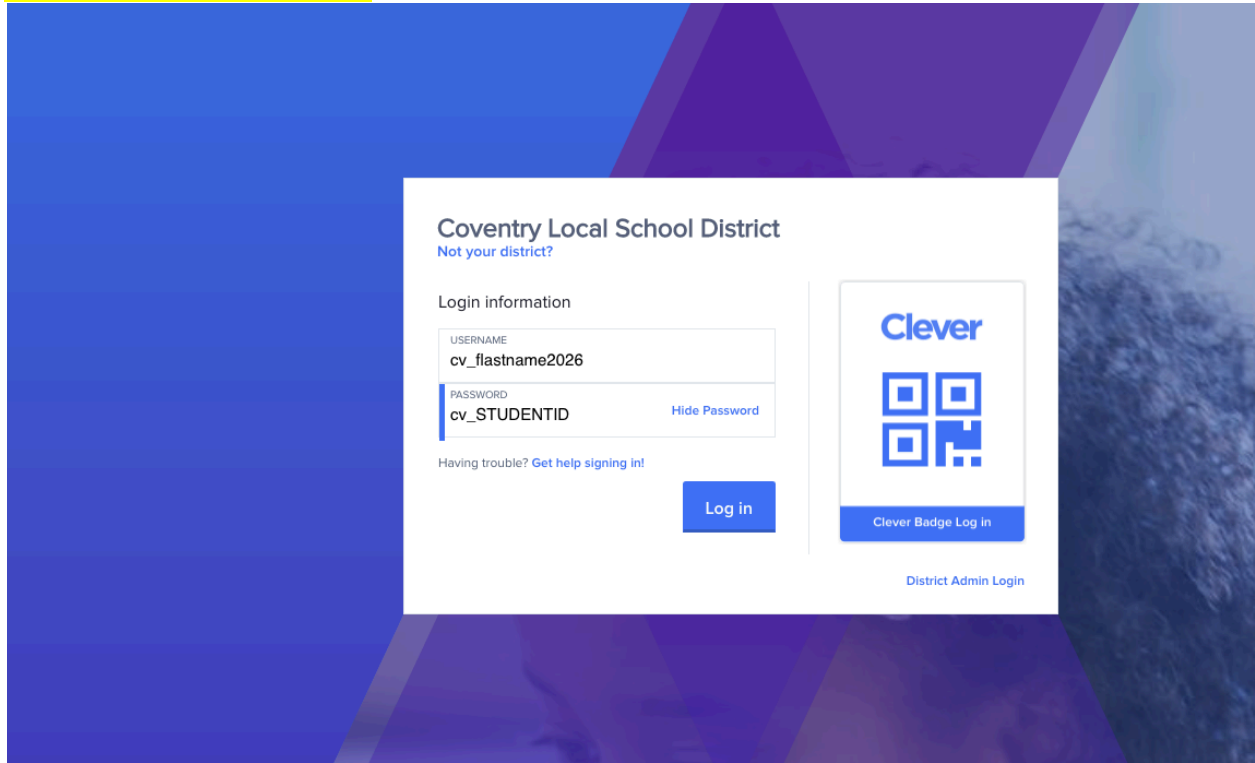 Coventry Local School District
Not your district?
Login information
USERNAME
cv_flastname2026
PASSWORD
cv_STUDENTID
Hide Password
Having trouble? Get help signing in!
Log in
Clever
Clever Badge Log in
District Admin Login